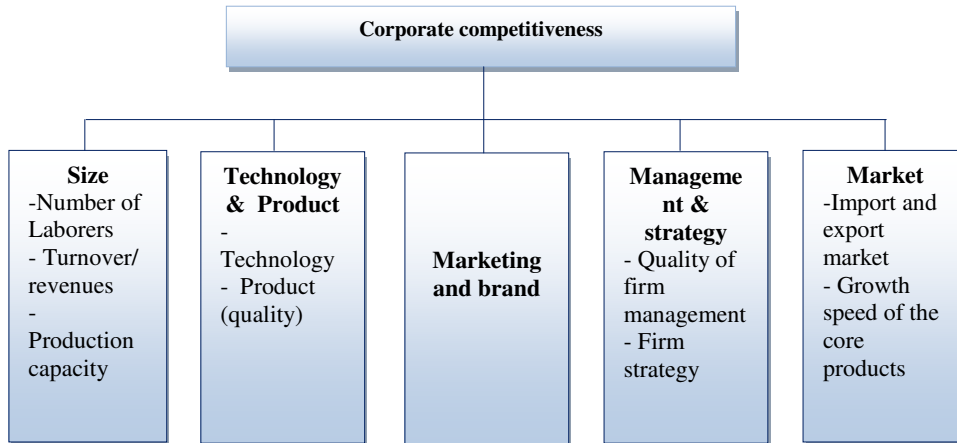 Corporate competitiveness
Size
-Number of
Laborers
- Turnover/
revenues
-
Production
capacity
Technology
& Product
-
Technology
- Product
(quality)
Marketing
and brand
Manageme
nt &
strategy
- Quality of
firm
management
- Firm
strategy
Market
-Import and
export
market
- Growth
speed of the
core
products